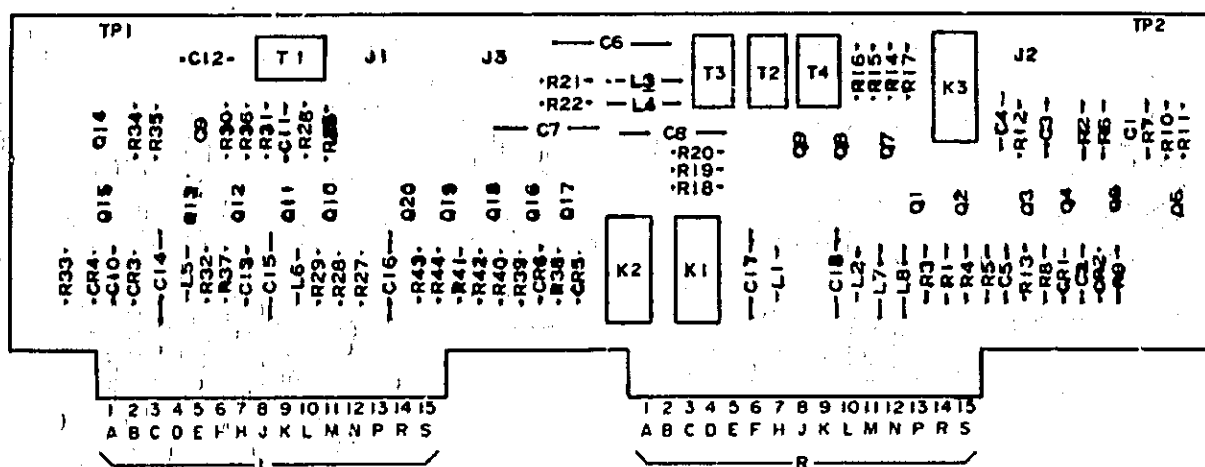 TP1 TP2
C12 T1 J1 J3 C6 T3 T2 T4 R16 R15 R14 R17 K3 J2
R21 L3
R22 L4
C7 C8
Q14 R34 R35 C9 R30 R36 R31 C11 R26 Q9 Q8 Q7 C4 R12 C3 R2 R6 C1 R7 R10 R11
R20
R19
R18
Q15 Q12 Q11 Q10 Q20 Q19 Q18 Q16 Q17 Q1 Q2 Q3 Q4
R33 CR4 C10 CR3 C14 L5 R32 R37 C13 C15 L6 R29 R28 R27 C16 R43 R44 R41 R42 R40 R39 CR6 R38 CR5 K2 K1 C17 L1 C18 L2 L7 L8 R3 R1 R4 R5 C5 R13 R8 CR1 C2 CR2 R9
1 2 3 4 5 6 7 8 9 10 11 12 13 14 15 1 2 3 4 5 6 7 8 9 10 11 12 13 14 15
A B C D E F H J K L M N P R S A B C D E F H J K L M N P R S
L R